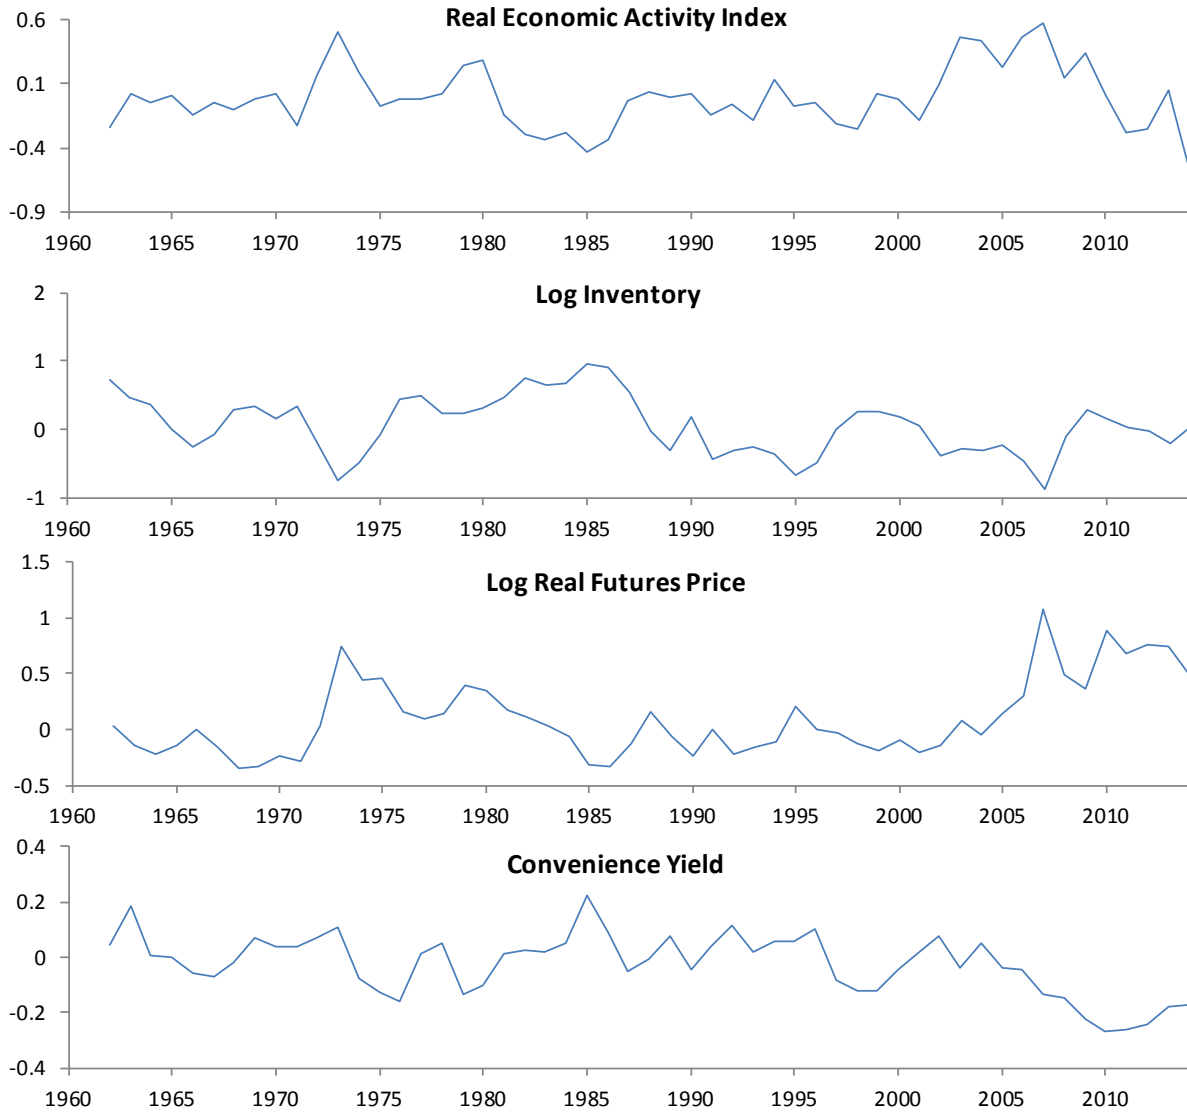 Real Economic Activity Index
0.6
0.1
-0.4
-0.9
1960 1965 1970 1975 1980 1985 1990 1995 2000 2005 2010
Log Inventory
2
1
0
-1
1960 1965 1970 1975 1980 1985 1990 1995 2000 2005 2010
Log Real Futures Price
1.5
1
0.5
0
-0.5
1960 1965 1970 1975 1980 1985 1990 1995 2000 2005 2010
Convenience Yield
0.4
0.2
0
-0.2
-0.4
1960 1965 1970 1975 1980 1985 1990 1995 2000 2005 2010